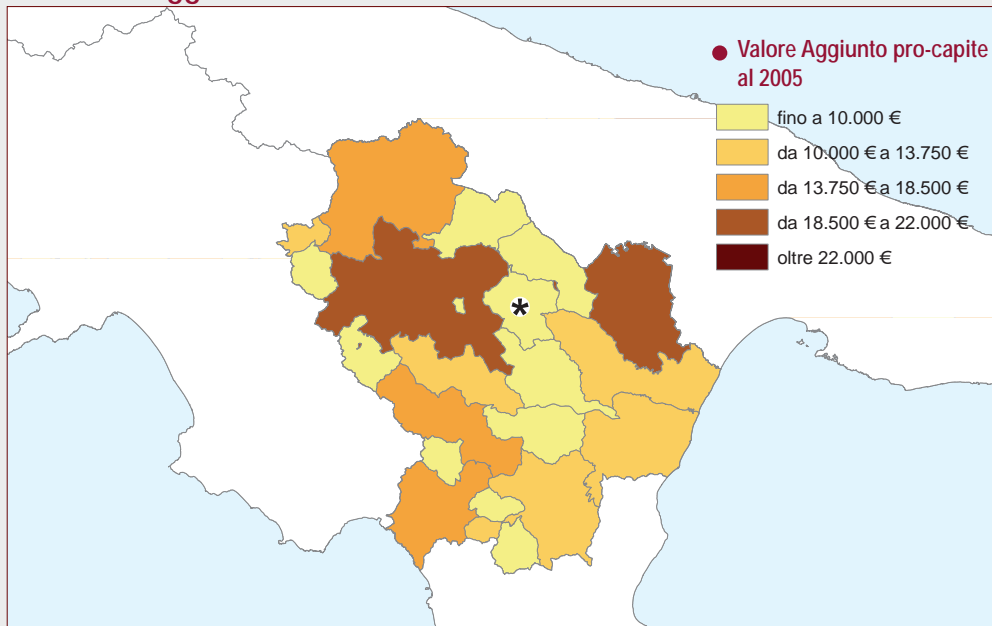 ● Valore Aggiunto pro-capite
al 2005
fino a 10.000 €
da 10.000 € a 13.750 €
da 13.750 € a 18.500 €
da 18.500 € a 22.000 €
oltre 22.000 €
*